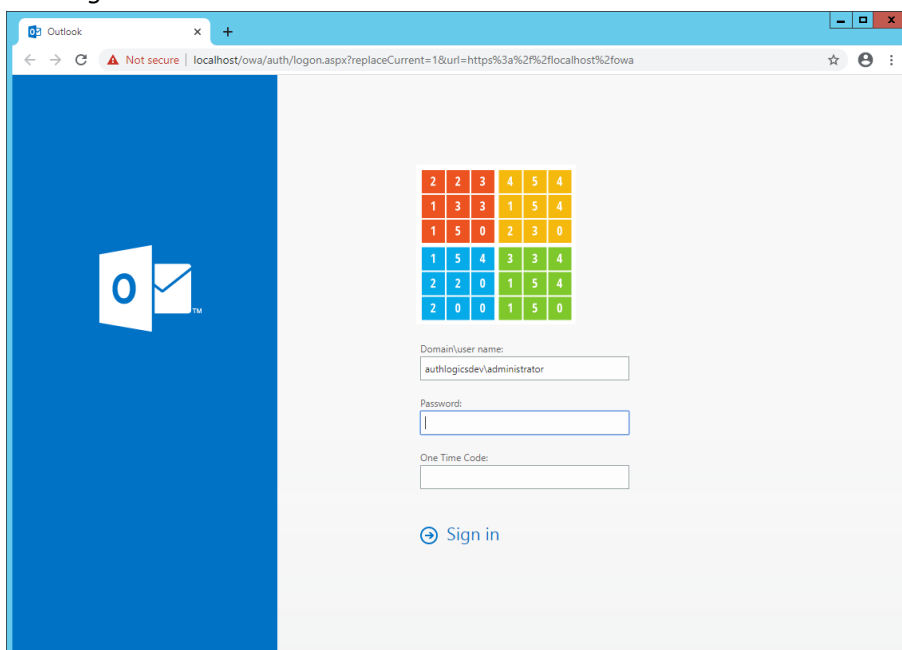 Outlook
Not secure | localhost/owa/auth/logon.aspx?replaceCurrent=1&url=https%3a%2f%2flocalhost%2fowa
2 2 3 4 5 4
1 3 3 1 5 4
1 5 0 2 3 0
1 5 4 3 3 4
2 2 0 1 5 4
2 0 0 1 5 0
O
TM
Domain\user name:
authlogicsdev\administrator
Password:
One Time Code:
Sign in